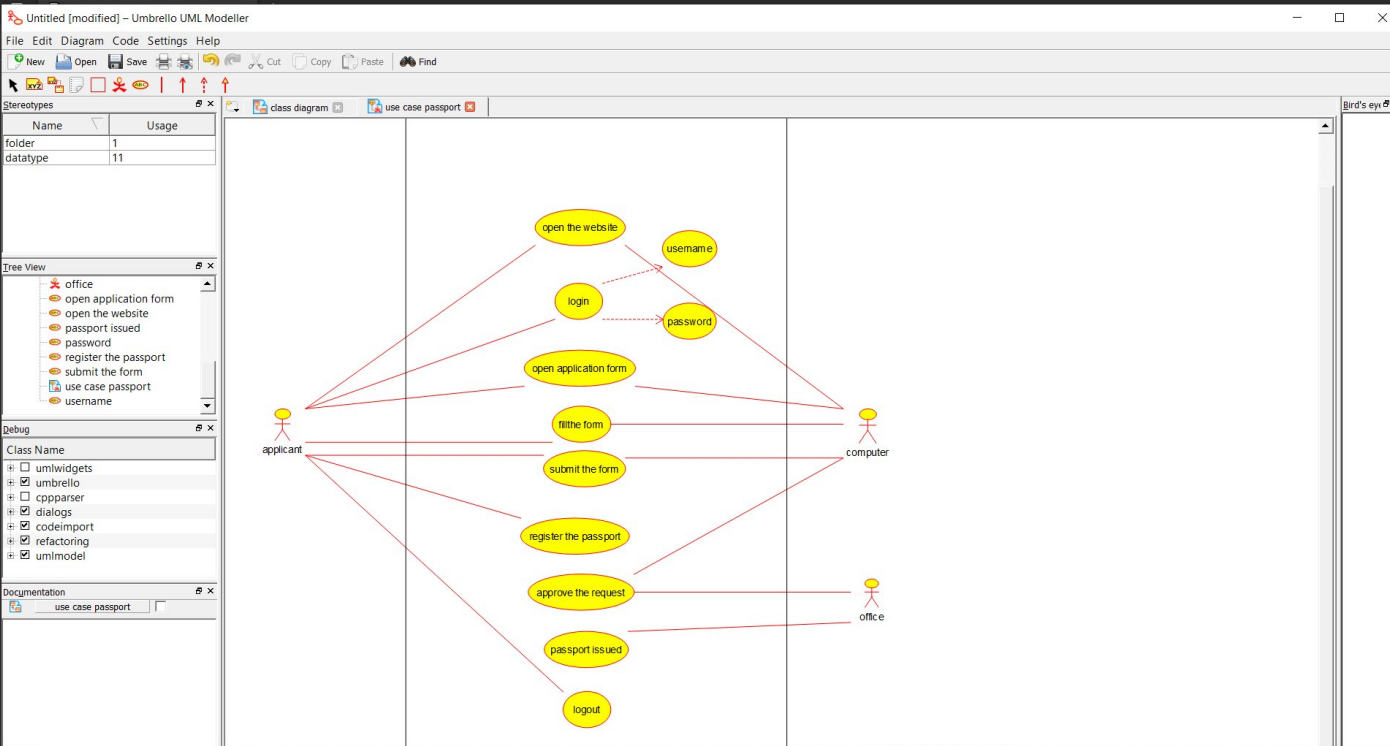 Untitled [modified] – Umbrello UML Modeller
File Edit Diagram Code Settings Help
New Open Save Cut Copy Paste Find
XYZ ABC
Stereotypes
Name Usage
folder 1
datatype 11
Tree View
office
open application form
open the website
passport issued
password
register the passport
submit the form
use case passport
username
Debug
Class Name
umlwidgets
umbrello
cppparser
dialogs
codeimport
refactoring
umlmodel
Documentation
use case passport
class diagram
use case passport
Bird's eye
open the website
username
login
password
open application form
fillthe form
applicant
computer
submit the form
register the passport
approve the request
office
passport issued
logout